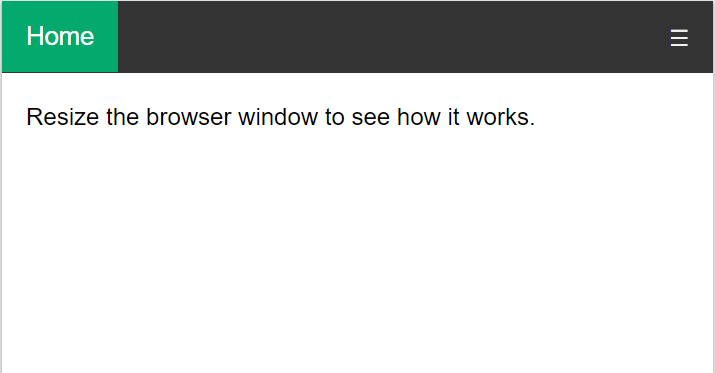 Home ☰
Resize the browser window to see how it works.